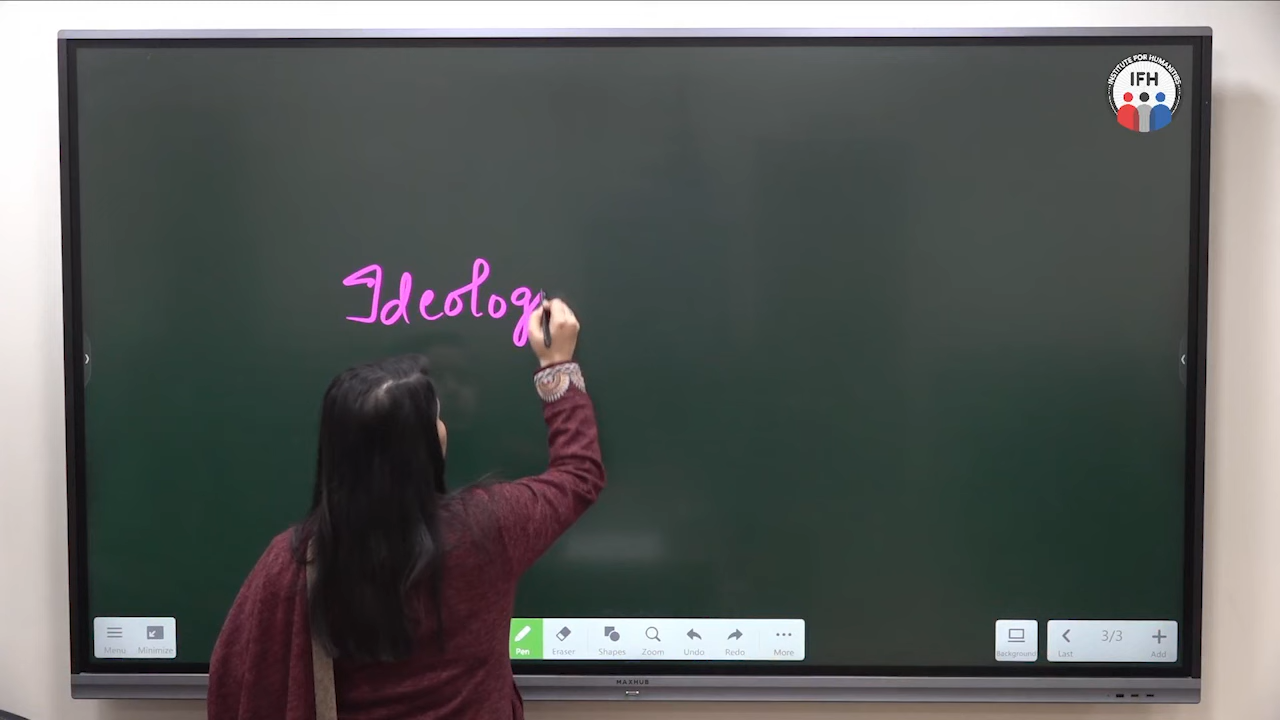 INSTITUTE FOR HUMANITIES
IFH
Ideolog
Menu
Minimize
Pen
Eraser
Shapes
Zoom
Undo
Redo
More
Background
Last
3/3
Add
MAXHUB